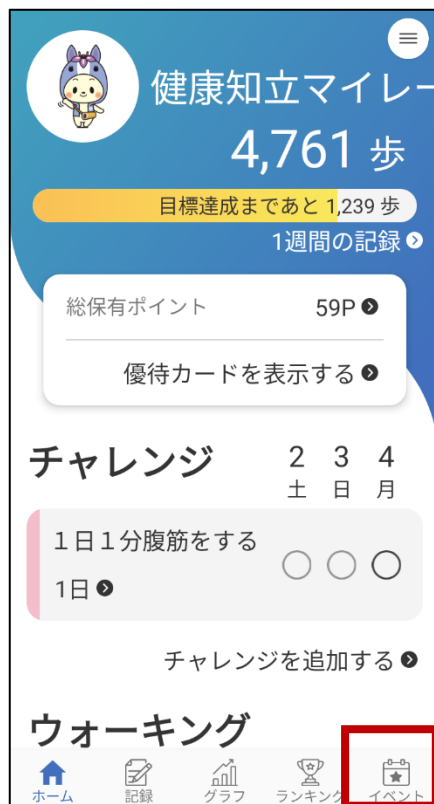 健康知立マイレー
4,761 歩
目標達成まであと 1,239 歩
1週間の記録
総保有ポイント 59P
優待カードを表示する
チャレンジ 2 3 4
土 日 月
１日１分腹筋をする
1日
チャレンジを追加する
ウォーキング
ホーム 記録 グラフ ランキング イベント